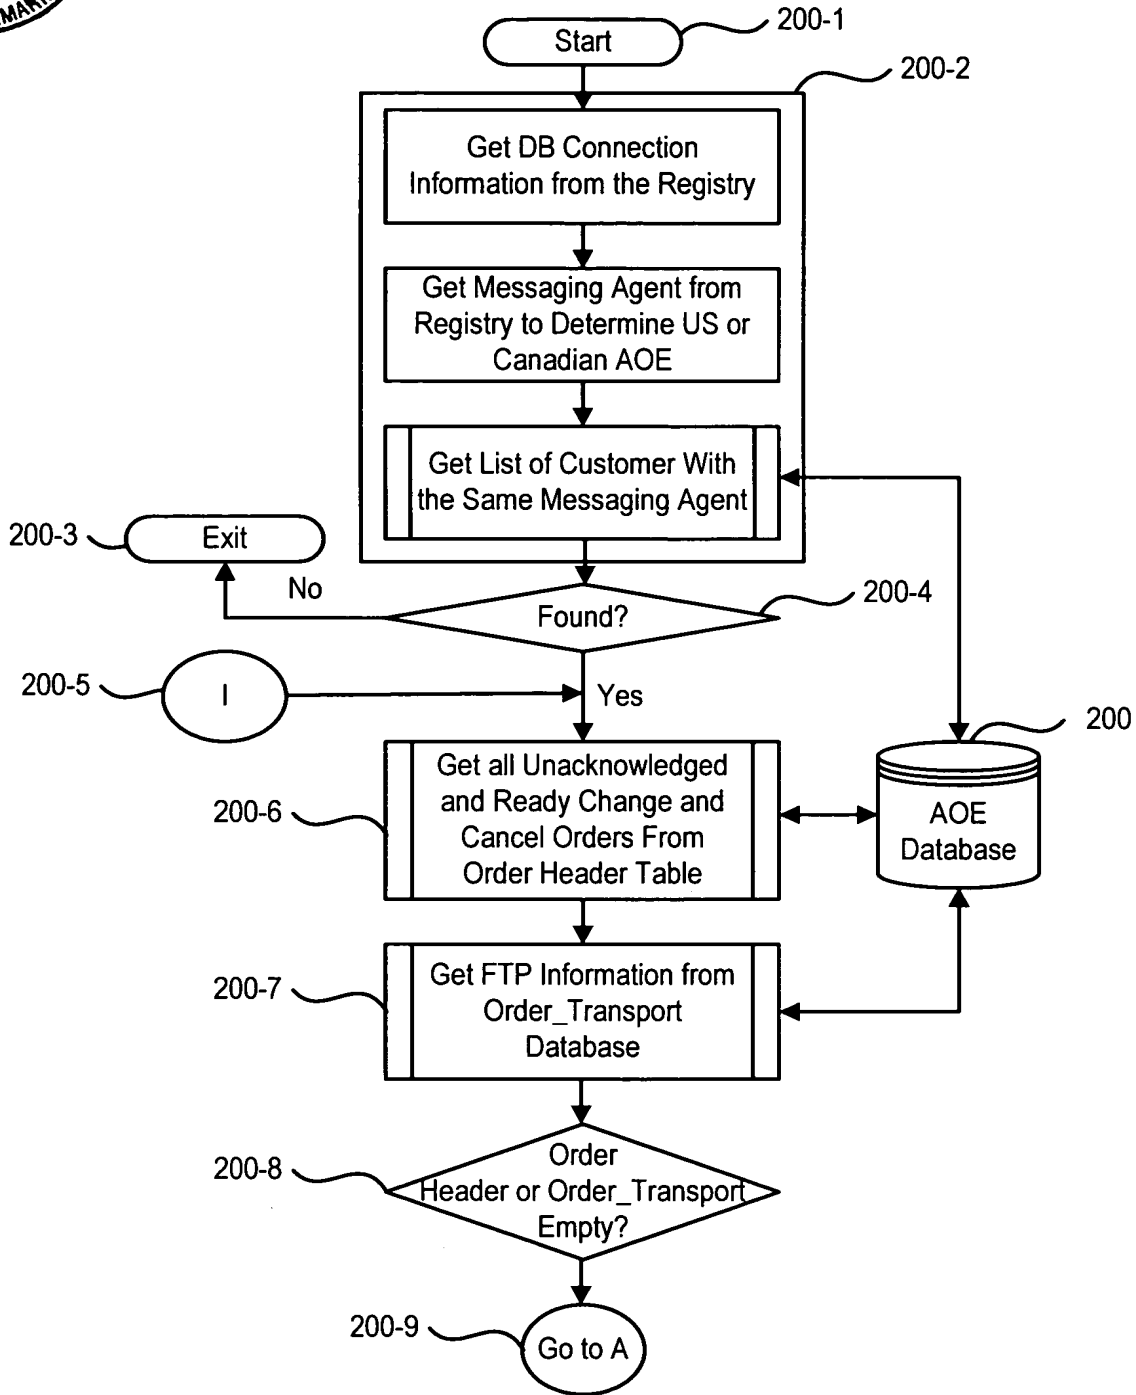 Start
200-1
200-2
Get DB Connection
Information from the Registry
Get Messaging Agent from
Registry to Determine US or
Canadian AOE
Get List of Customer With
the Same Messaging Agent
200-3
Exit
No
Found?
200-4
200-5
I
Yes
200
Get all Unacknowledged
and Ready Change and
Cancel Orders From
Order Header Table
200-6
AOE
Database
200-7
Get FTP Information from
Order_Transport
Database
200-8
Order
Header or Order_Transport
Empty?
200-9
Go to A